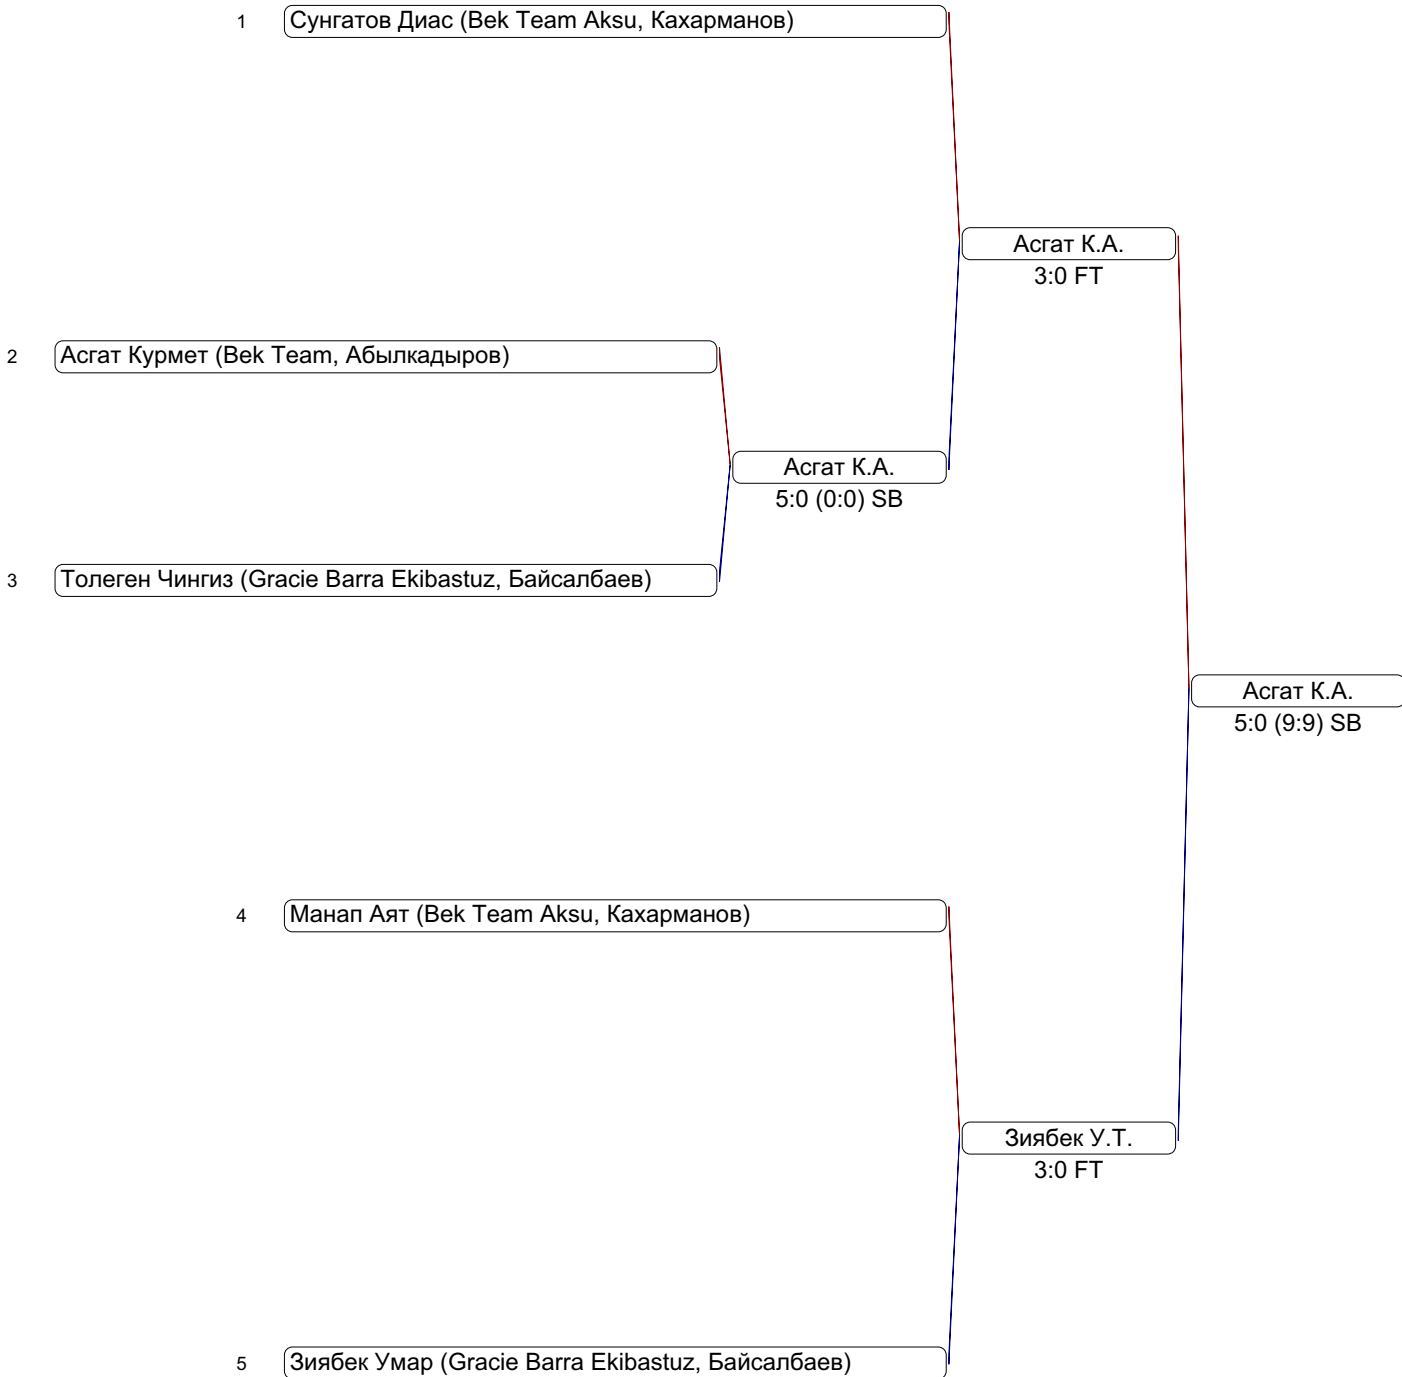 1 Сунгатов Диас (Bek Team Aksu, Кахарманов)
Асгат К.А.
3:0 FT
2 Асгат Курмет (Bek Team, Абылкадыров)
Асгат К.А.
5:0 (0:0) SB
3 Толеген Чингиз (Gracie Barra Ekibastuz, Байсалбаев)
Асгат К.А.
5:0 (9:9) SB
4 Манап Аят (Bek Team Aksu, Кахарманов)
Зиябек У.Т.
3:0 FT
5 Зиябек Умар (Gracie Barra Ekibastuz, Байсалбаев)